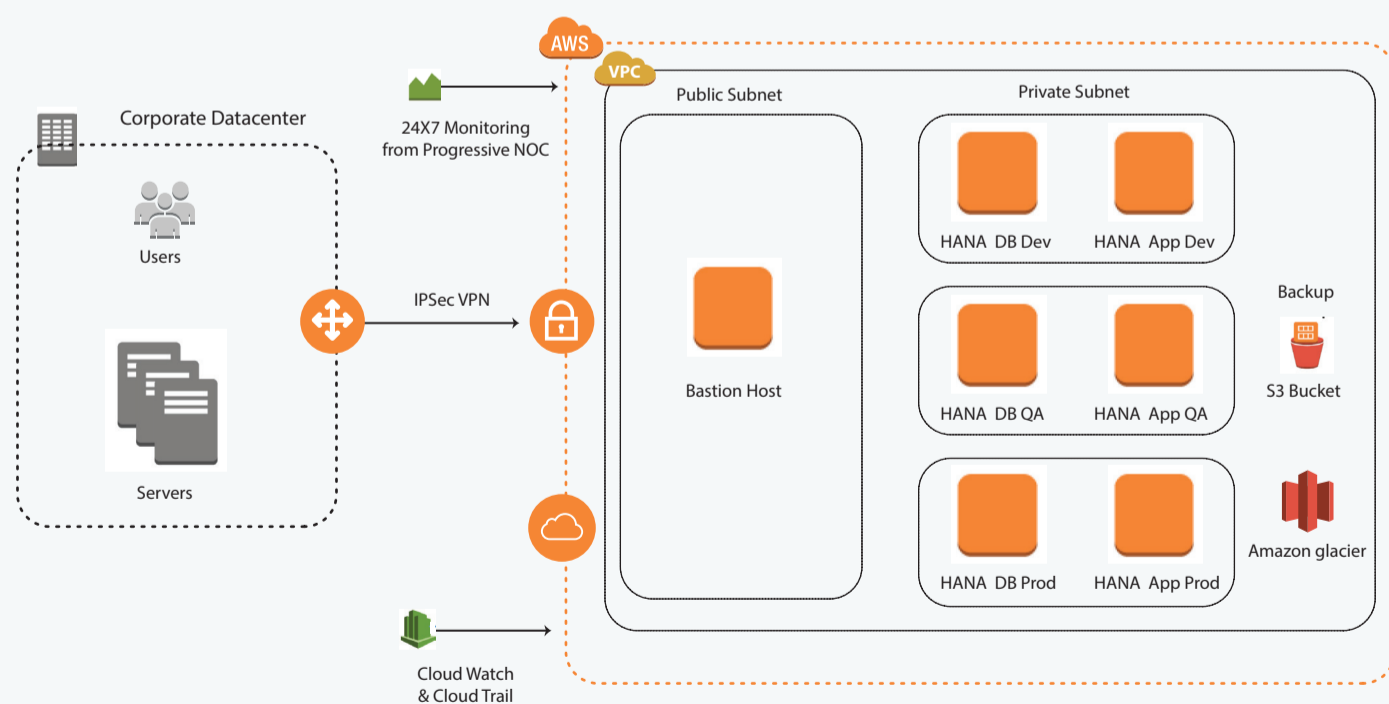 AWS
VPC
Public Subnet
Private Subnet
Corporate Datacenter
24X7 Monitoring
from Progressive NOC
Users
IPSec VPN
Servers
Bastion Host
HANA DB Dev
HANA App Dev
HANA DB QA
HANA App QA
HANA DB Prod
HANA App Prod
Backup
S3 Bucket
Amazon glacier
Cloud Watch
& Cloud Trail